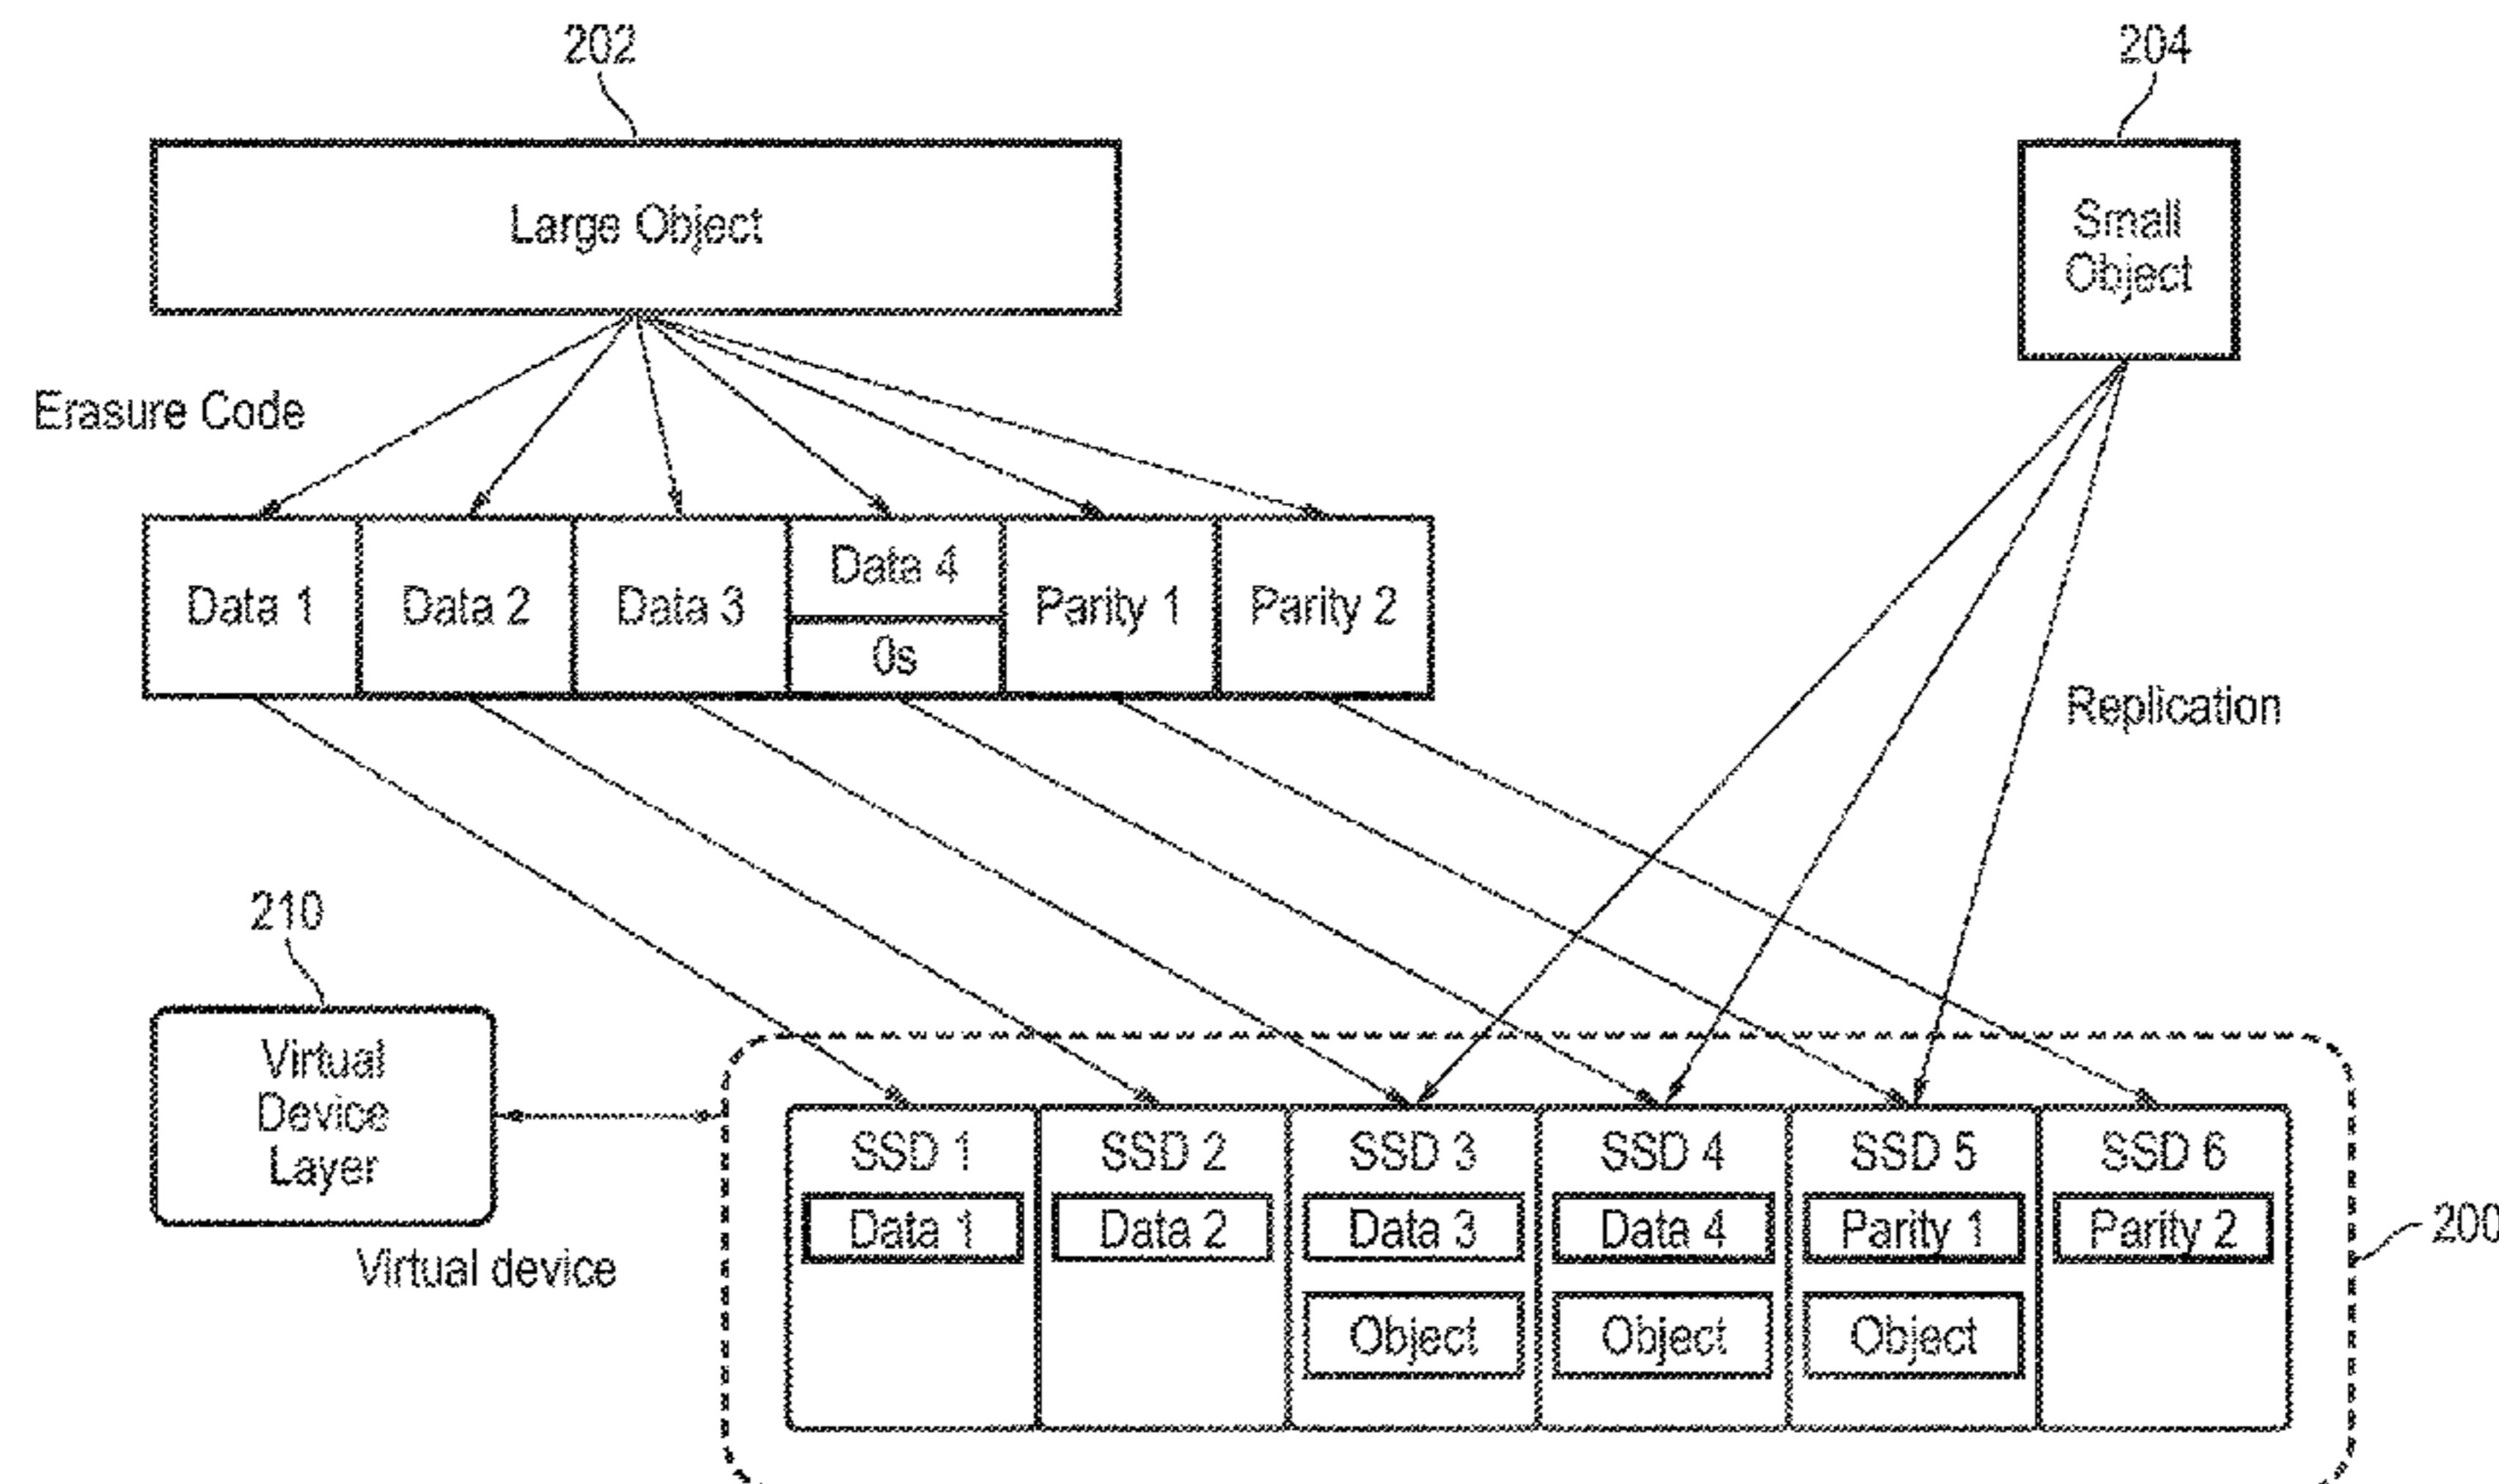 202
204
Large Object
Small
Object
Erasure Code
Data 1
Data 2
Data 3
Data 4
0s
Parity 1
Parity 2
Replication
210
Virtual
Device
Layer
Virtual device
SSD 1
SSD 2
SSD 3
SSD 4
SSD 5
SSD 6
Data 1
Data 2
Data 3
Data 4
Parity 1
Parity 2
200
Object
Object
Object